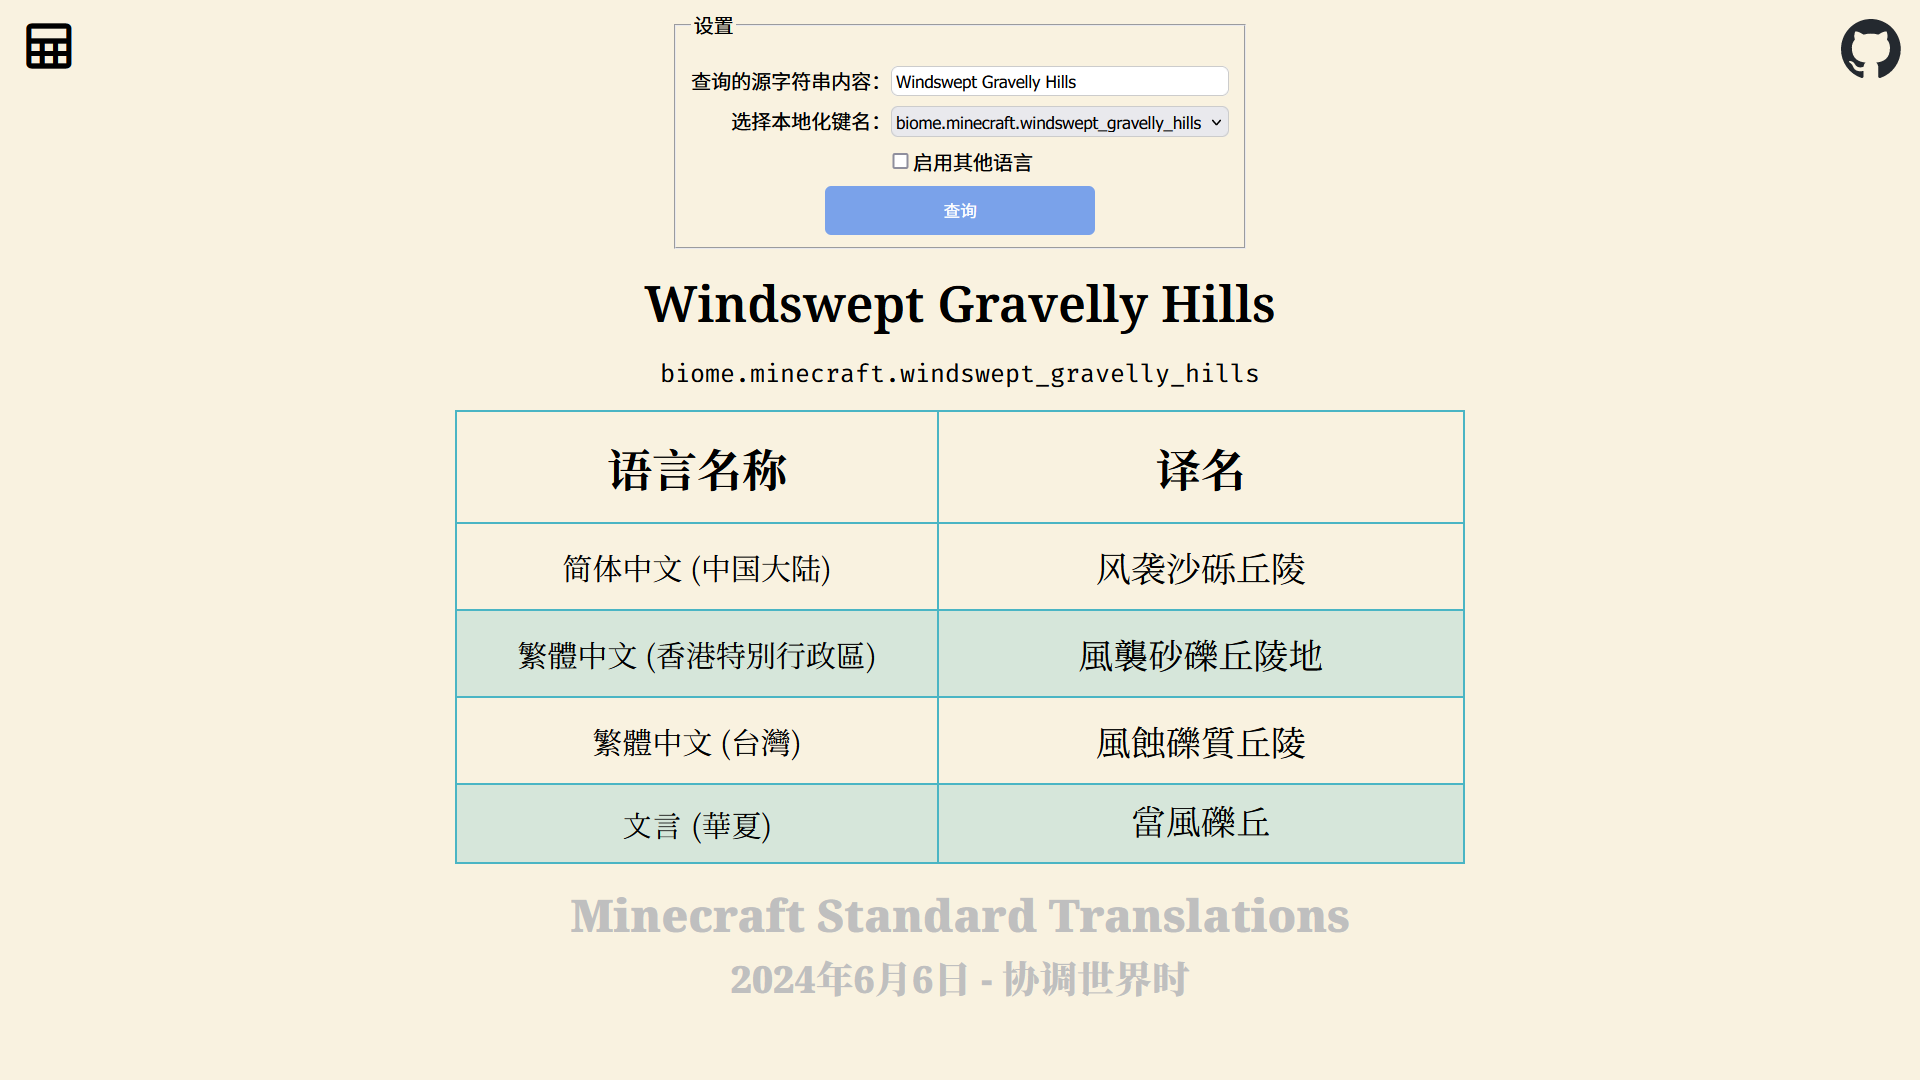 设置
查询的源字符串内容： Windswept Gravelly Hills
选择本地化键名： biome.minecraft.windswept_gravelly_hills
启用其他语言
查询
Windswept Gravelly Hills
biome.minecraft.windswept_gravelly_hills
语言名称 译名
简体中文 (中国大陆) 风袭沙砾丘陵
繁體中文 (香港特別行政區) 風襲砂礫丘陵地
繁體中文 (台灣) 風蝕礫質丘陵
文言 (華夏) 當風礫丘
Minecraft Standard Translations
2024年6月6日 - 协调世界时